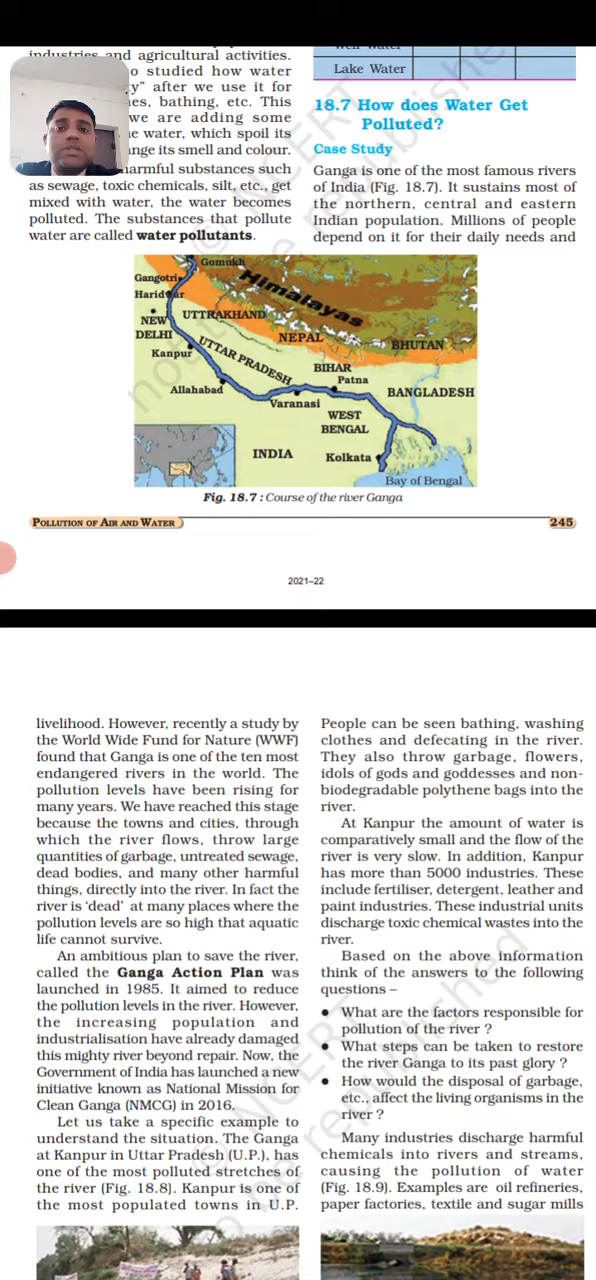 industries and agricultural activities.
o studied how water
y” after we use it for
es, bathing, etc. This
we are adding some
e water, which spoil its
nge its smell and colour.
harmful substances such
as sewage, toxic chemicals, silt, etc., get
mixed with water, the water becomes
polluted. The substances that pollute
water are called water pollutants.
Well Water
Lake Water
18.7 How does Water Get
Polluted?
Case Study
Ganga is one of the most famous rivers
of India (Fig. 18.7). It sustains most of
the northern, central and eastern
Indian population. Millions of people
depend on it for their daily needs and
Gomukh
Gangotri
Haridwar
Himalayas
NEW
DELHI
UTTRAKHAND
NEPAL
BHUTAN
Kanpur
UTTAR PRADESH
BIHAR
Patna
Allahabad
BANGLADESH
Varanasi
WEST
BENGAL
INDIA
Kolkata
Bay of Bengal
Fig. 18.7 : Course of the river Ganga
POLLUTION OF AIR AND WATER
245
2021–22
livelihood. However, recently a study by
the World Wide Fund for Nature (WWF)
found that Ganga is one of the ten most
endangered rivers in the world. The
pollution levels have been rising for
many years. We have reached this stage
because the towns and cities, through
which the river flows, throw large
quantities of garbage, untreated sewage,
dead bodies, and many other harmful
things, directly into the river. In fact the
river is ‘dead’ at many places where the
pollution levels are so high that aquatic
life cannot survive.
An ambitious plan to save the river,
called the Ganga Action Plan was
launched in 1985. It aimed to reduce
the pollution levels in the river. However,
the increasing population and
industrialisation have already damaged
this mighty river beyond repair. Now, the
Government of India has launched a new
initiative known as National Mission for
Clean Ganga (NMCG) in 2016.
Let us take a specific example to
understand the situation. The Ganga
at Kanpur in Uttar Pradesh (U.P.), has
one of the most polluted stretches of
the river (Fig. 18.8). Kanpur is one of
the most populated towns in U.P.
People can be seen bathing, washing
clothes and defecating in the river.
They also throw garbage, flowers,
idols of gods and goddesses and non-
biodegradable polythene bags into the
river.
At Kanpur the amount of water is
comparatively small and the flow of the
river is very slow. In addition, Kanpur
has more than 5000 industries. These
include fertiliser, detergent, leather and
paint industries. These industrial units
discharge toxic chemical wastes into the
river.
Based on the above information
think of the answers to the following
questions –
• What are the factors responsible for
pollution of the river ?
• What steps can be taken to restore
the river Ganga to its past glory ?
• How would the disposal of garbage,
etc., affect the living organisms in the
river ?
Many industries discharge harmful
chemicals into rivers and streams,
causing the pollution of water
(Fig. 18.9). Examples are oil refineries,
paper factories, textile and sugar mills
© NCERT
not to be republished
© NCERT
to be republished